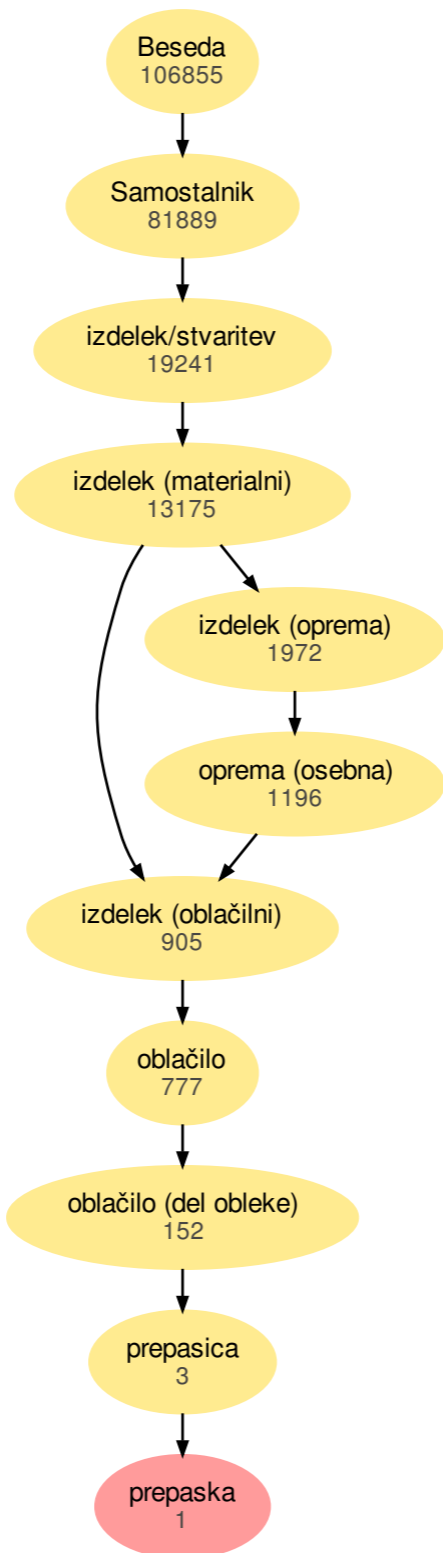 Beseda
106855
Samostalnik
81889
izdelek/stvaritev
19241
izdelek (materialni)
13175
izdelek (oprema)
1972
oprema (osebna)
1196
izdelek (oblačilni)
905
oblačilo
777
oblačilo (del obleke)
152
prepasica
3
prepaska
1